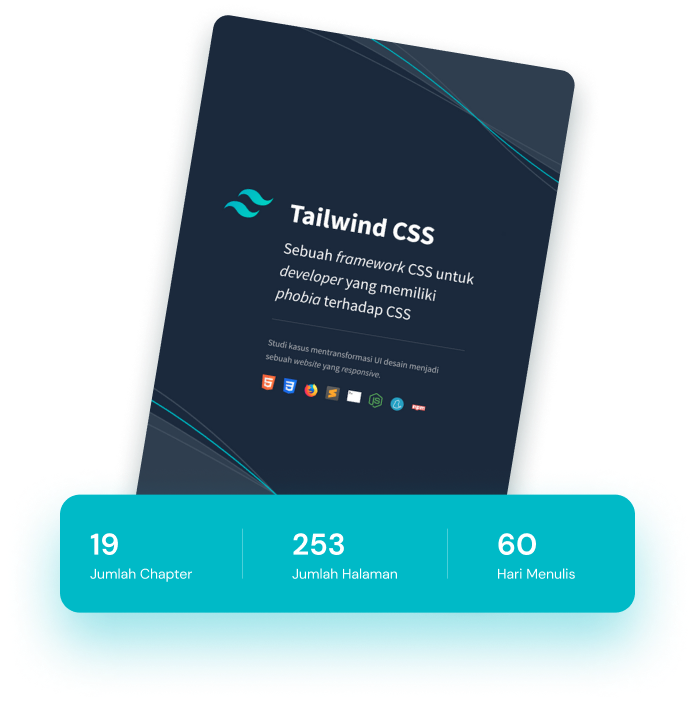 Tailwind CSS
Sebuah framework CSS untuk
developer yang memiliki
phobia terhadap CSS
Studi kasus mentransformasi UI desain menjadi
sebuah website yang responsive.
19
Jumlah Chapter
253
Jumlah Halaman
60
Hari Menulis